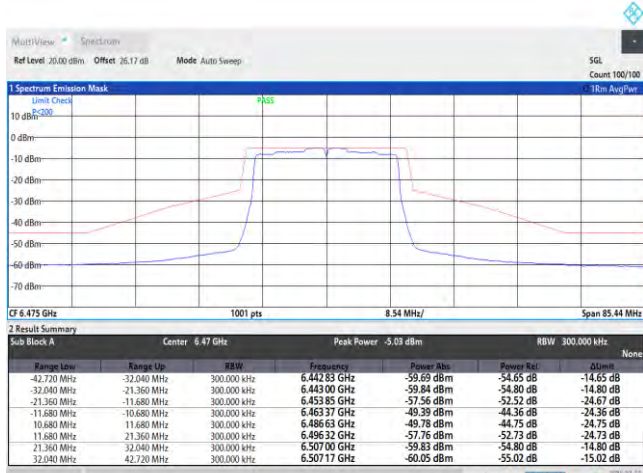 MultiView Spectrum
Ref Level 20.00 dBm Offset 26.17 dB Mode Auto Sweep SGL
Count 100/100
1 Spectrum Emission Mask 1Rm AvgPwr
Limit Check PASS
P<200
10 dBm
0 dBm
-10 dBm
-20 dBm
-30 dBm
-40 dBm
-50 dBm
-60 dBm
-70 dBm
CF 6.475 GHz 1001 pts 8.54 MHz/ Span 85.44 MHz
2 Result Summary
Sub Block A Center 6.47 GHz Peak Power -5.03 dBm RBW 300.000 kHz
None
Range Low Range Up RBW Frequency Power Abs Power Rel ΔLimit
-42.720 MHz -32.040 MHz 300.000 kHz 6.442 83 GHz -59.69 dBm -54.65 dB -14.65 dB
-32.040 MHz -21.360 MHz 300.000 kHz 6.443 00 GHz -59.84 dBm -54.80 dB -14.80 dB
-21.360 MHz -11.680 MHz 300.000 kHz 6.453 85 GHz -57.56 dBm -52.52 dB -24.67 dB
-11.680 MHz -10.680 MHz 300.000 kHz 6.463 37 GHz -49.39 dBm -44.36 dB -24.36 dB
10.680 MHz 11.680 MHz 300.000 kHz 6.486 63 GHz -49.78 dBm -44.75 dB -24.75 dB
11.680 MHz 21.360 MHz 300.000 kHz 6.496 32 GHz -57.76 dBm -52.73 dB -24.73 dB
21.360 MHz 32.040 MHz 300.000 kHz 6.507 00 GHz -59.83 dBm -54.80 dB -14.80 dB
32.040 MHz 42.720 MHz 300.000 kHz 6.507 17 GHz -60.05 dBm -55.02 dB -15.02 dB